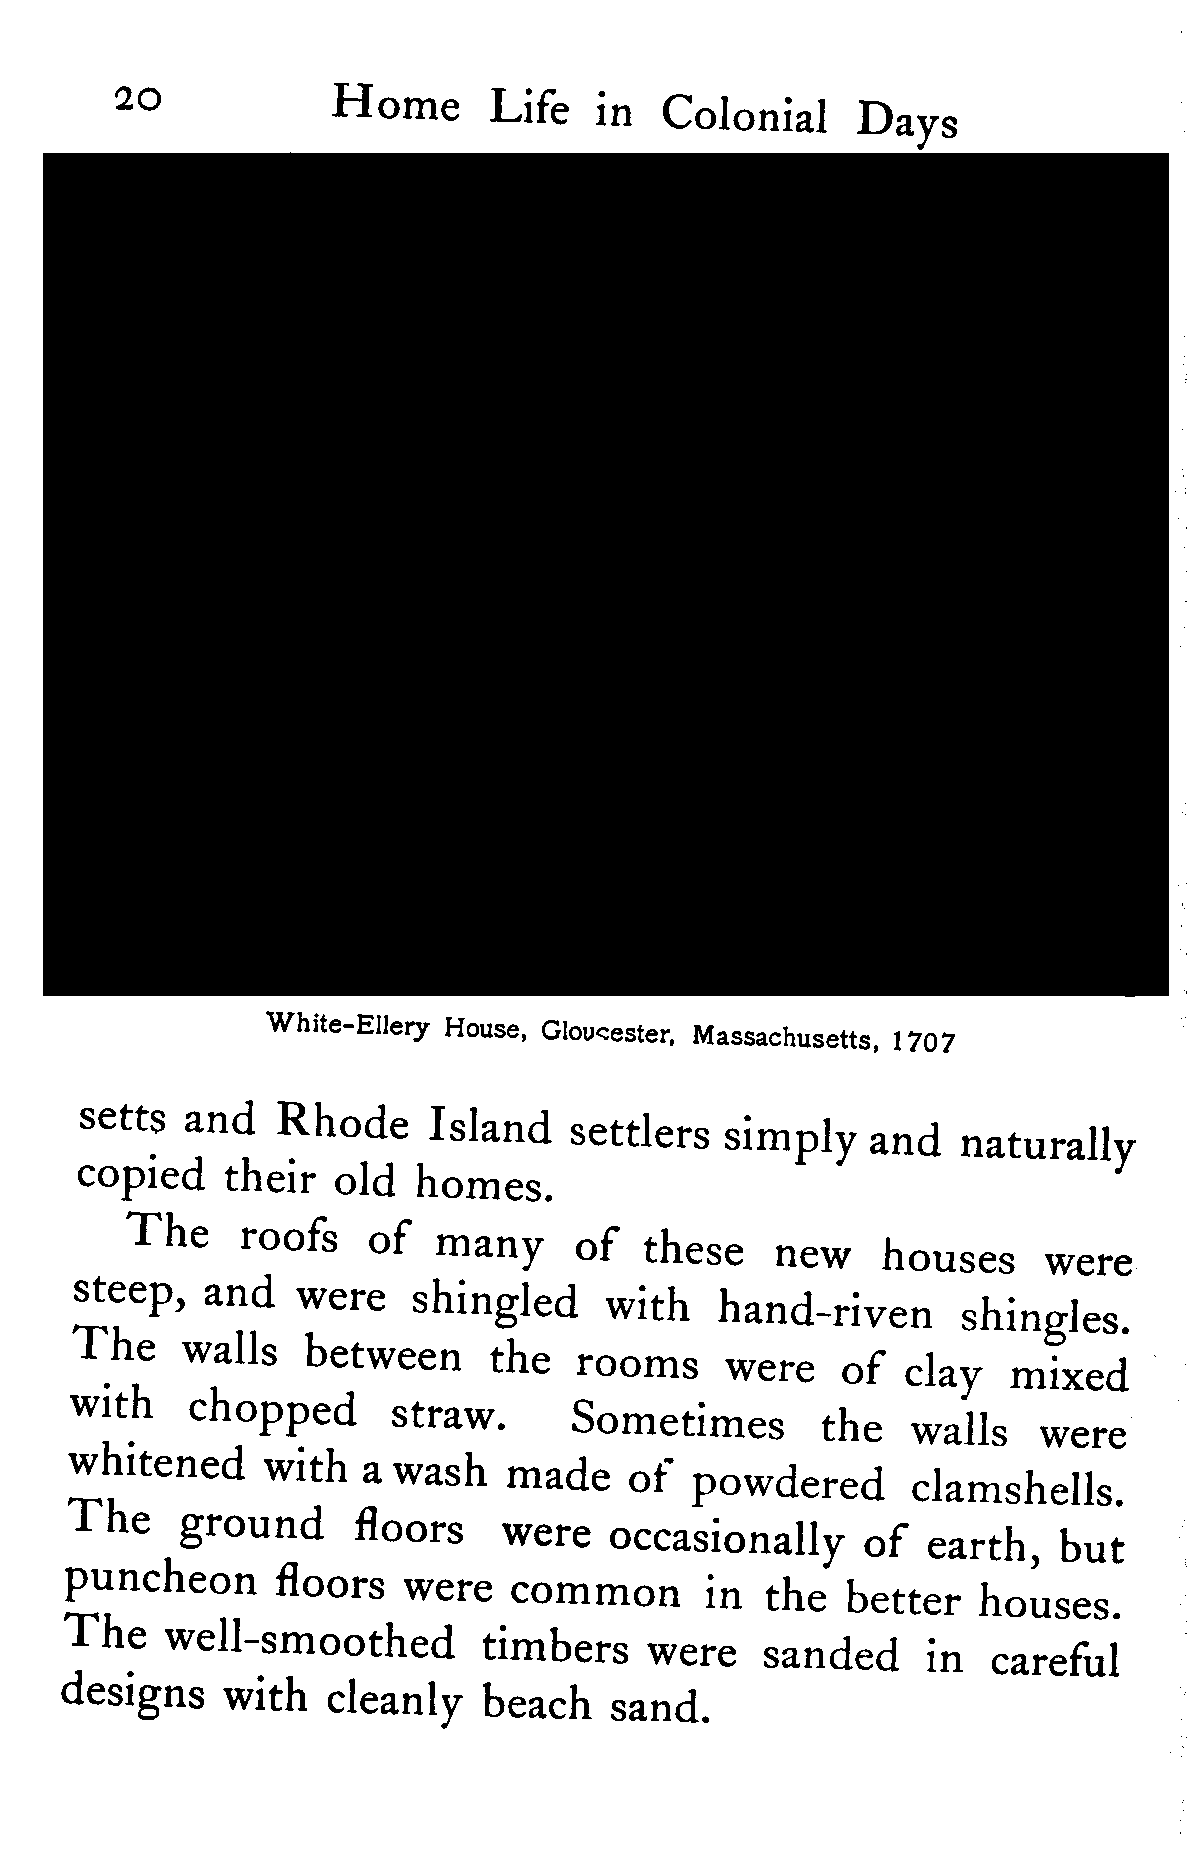 20 Home Life in Colonial Days
White-Ellery House, Gloucester, Massachusetts, 1707
setts and Rhode Island settlers simply and naturally
copied their old homes.
The roofs of many of these new houses were
steep, and were shingled with hand-riven shingles.
The walls between the rooms were of clay mixed
with chopped straw. Sometimes the walls were
whitened with a wash made of powdered clamshells.
The ground floors were occasionally of earth, but
puncheon floors were common in the better houses.
The well-smoothed timbers were sanded in careful
designs with cleanly beach sand.